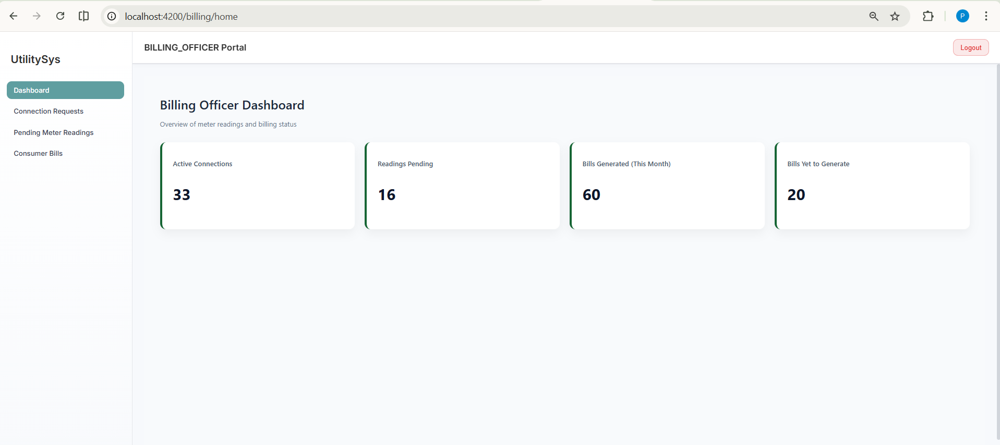 localhost:4200/billing/home
P
UtilitySys
BILLING_OFFICER Portal
Logout
Dashboard
Connection Requests
Pending Meter Readings
Consumer Bills
Billing Officer Dashboard
Overview of meter readings and billing status
Active Connections
33
Readings Pending
16
Bills Generated (This Month)
60
Bills Yet to Generate
20